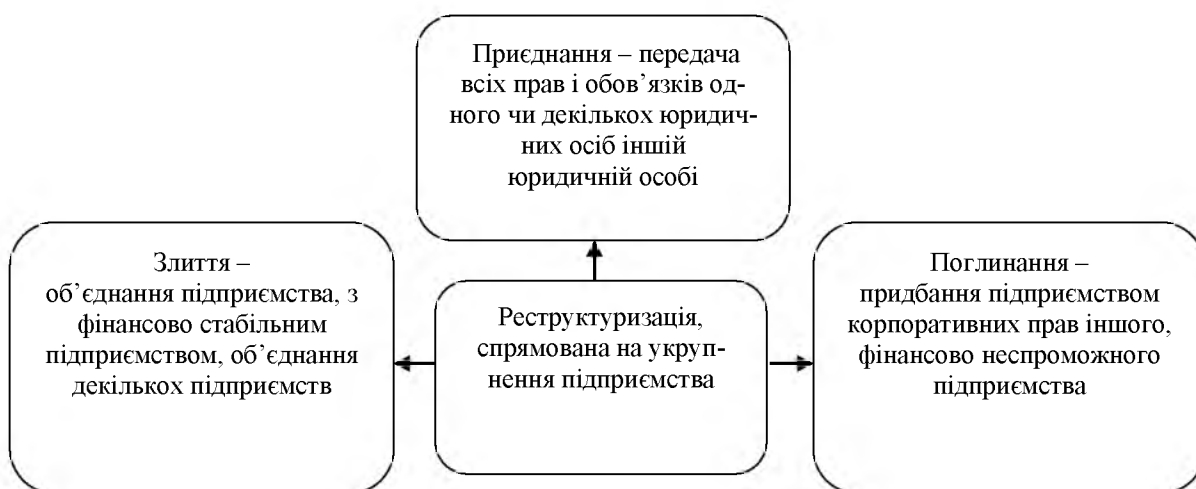 Приєднання – передача
всіх прав і обов’язків од-
ного чи декількох юридич-
них осіб іншій
юридичній особі
Злиття –
об’єднання підприємства, з
фінансово стабільним
підприємством, об’єднання
декількох підприємств
Реструктуризація,
спрямована на укруп-
нення підприємства
Поглинання –
придбання підприємством
корпоративних прав іншого,
фінансово неспроможного
підприємства